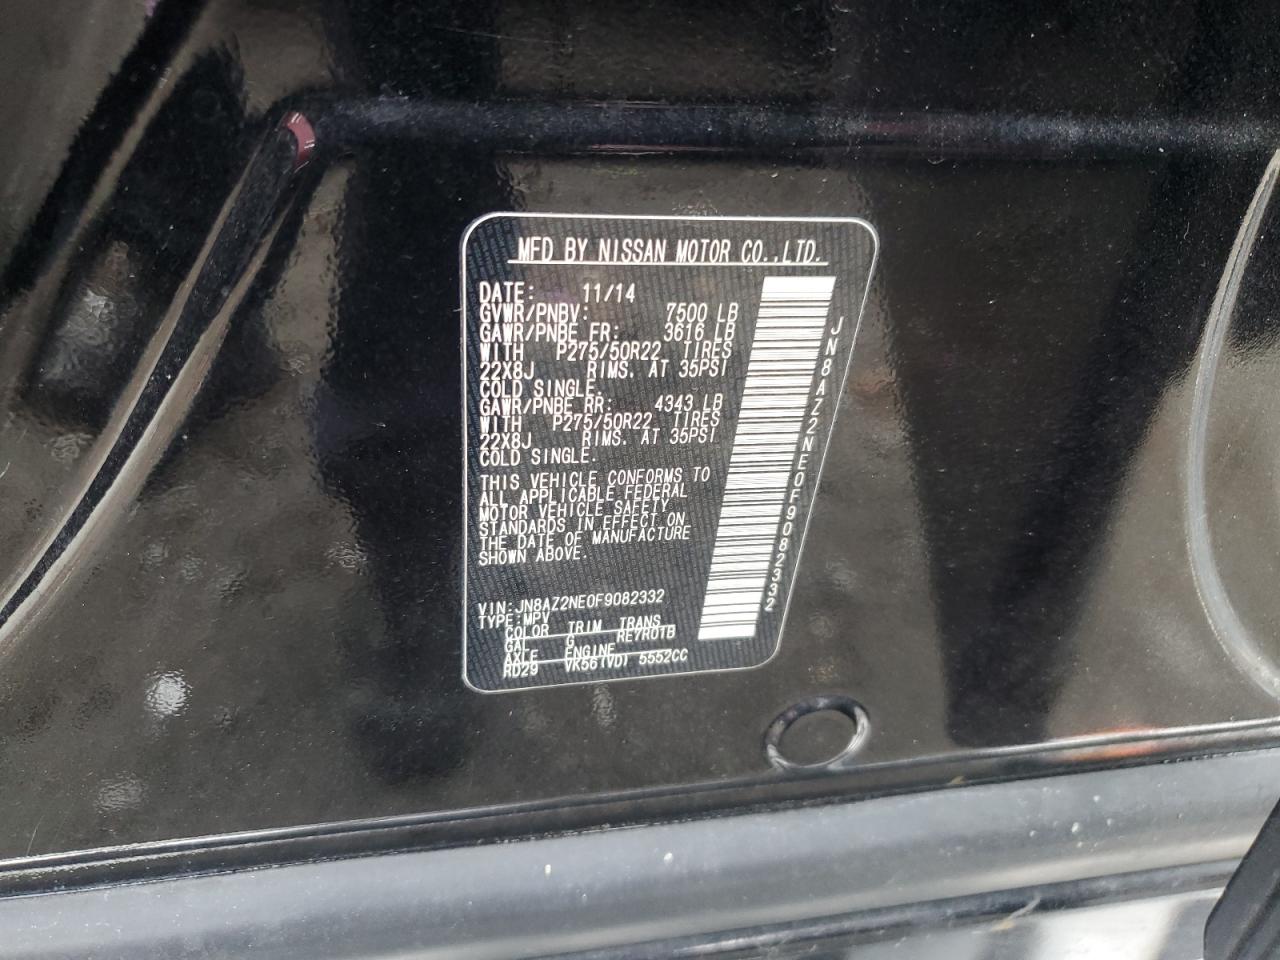 MFD BY NISSAN MOTOR CO.,LTD.
DATE: 11/14
GVWR/PNBV: 7500 LB
GAWR/PNBE FR: 3616 LB
WITH P275/50R22 TIRES
22X8J RIMS, AT 35PSI
COLD SINGLE.
GAWR/PNBE RR: 4343 LB
WITH P275/50R22 TIRES
22X8J RIMS, AT 35PSI
COLD SINGLE.
THIS VEHICLE CONFORMS TO
ALL APPLICABLE FEDERAL
MOTOR VEHICLE SAFETY
STANDARDS IN EFFECT ON
THE DATE OF MANUFACTURE
SHOWN ABOVE.
VIN:JN8AZ2NE0F9082332
TYPE:MPV
COLOR TRIM TRANS
GAL G RE7R01B
AXLE ENGINE
RD29 VK56(VD) 5552CC
JN8AZ2NE0F9082332